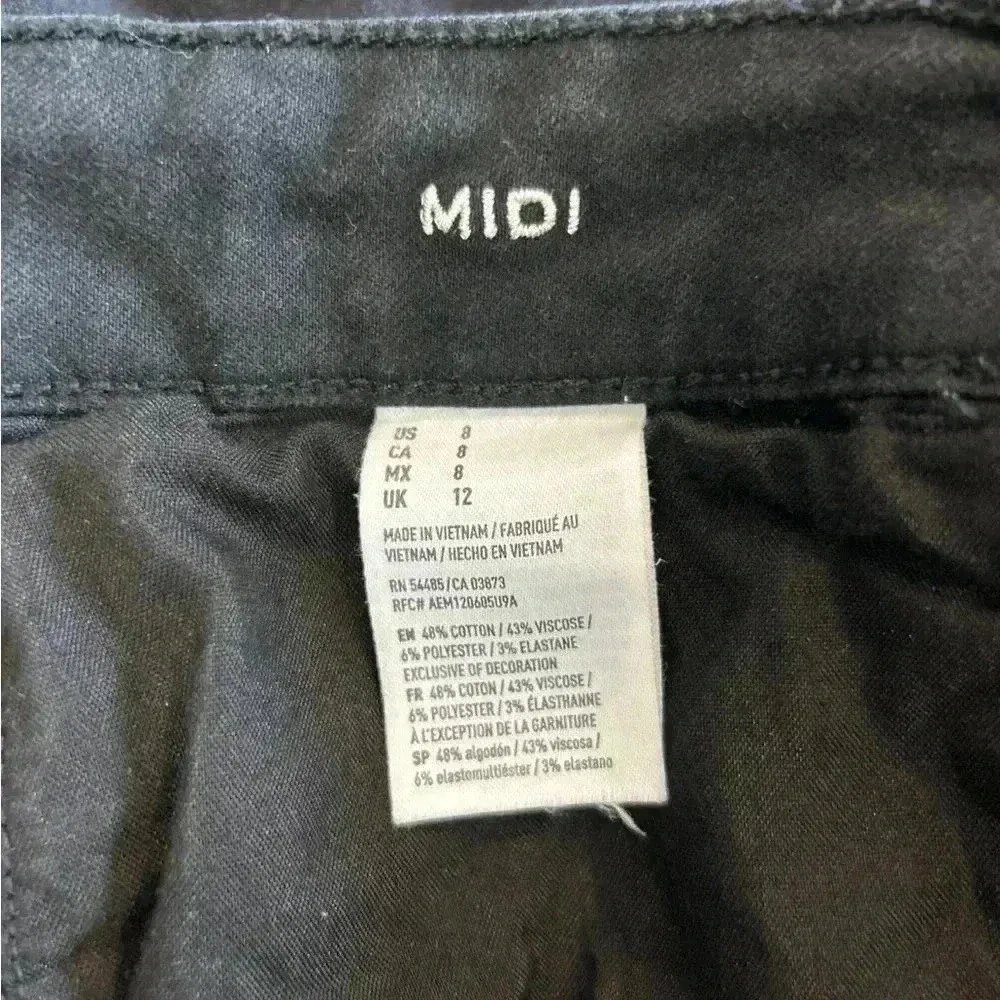 MIDI
US 8
CA 8
MX 8
UK 12
MADE IN VIETNAM / FABRIQUÉ AU
VIETNAM / HECHO EN VIETNAM
RN 54485/CA 03873
RFC# AEM120605U9A
EN 48% COTTON / 43% VISCOSE /
6% POLYESTER / 3% ELASTANE
EXCLUSIVE OF DECORATION
FR 48% COTON / 43% VISCOSE /
6% POLYESTER / 3% ÉLASTHANNE
À L'EXCEPTION DE LA GARNITURE
SP 48% algodón / 43% viscosa /
6% elastomultiéster / 3% elastano